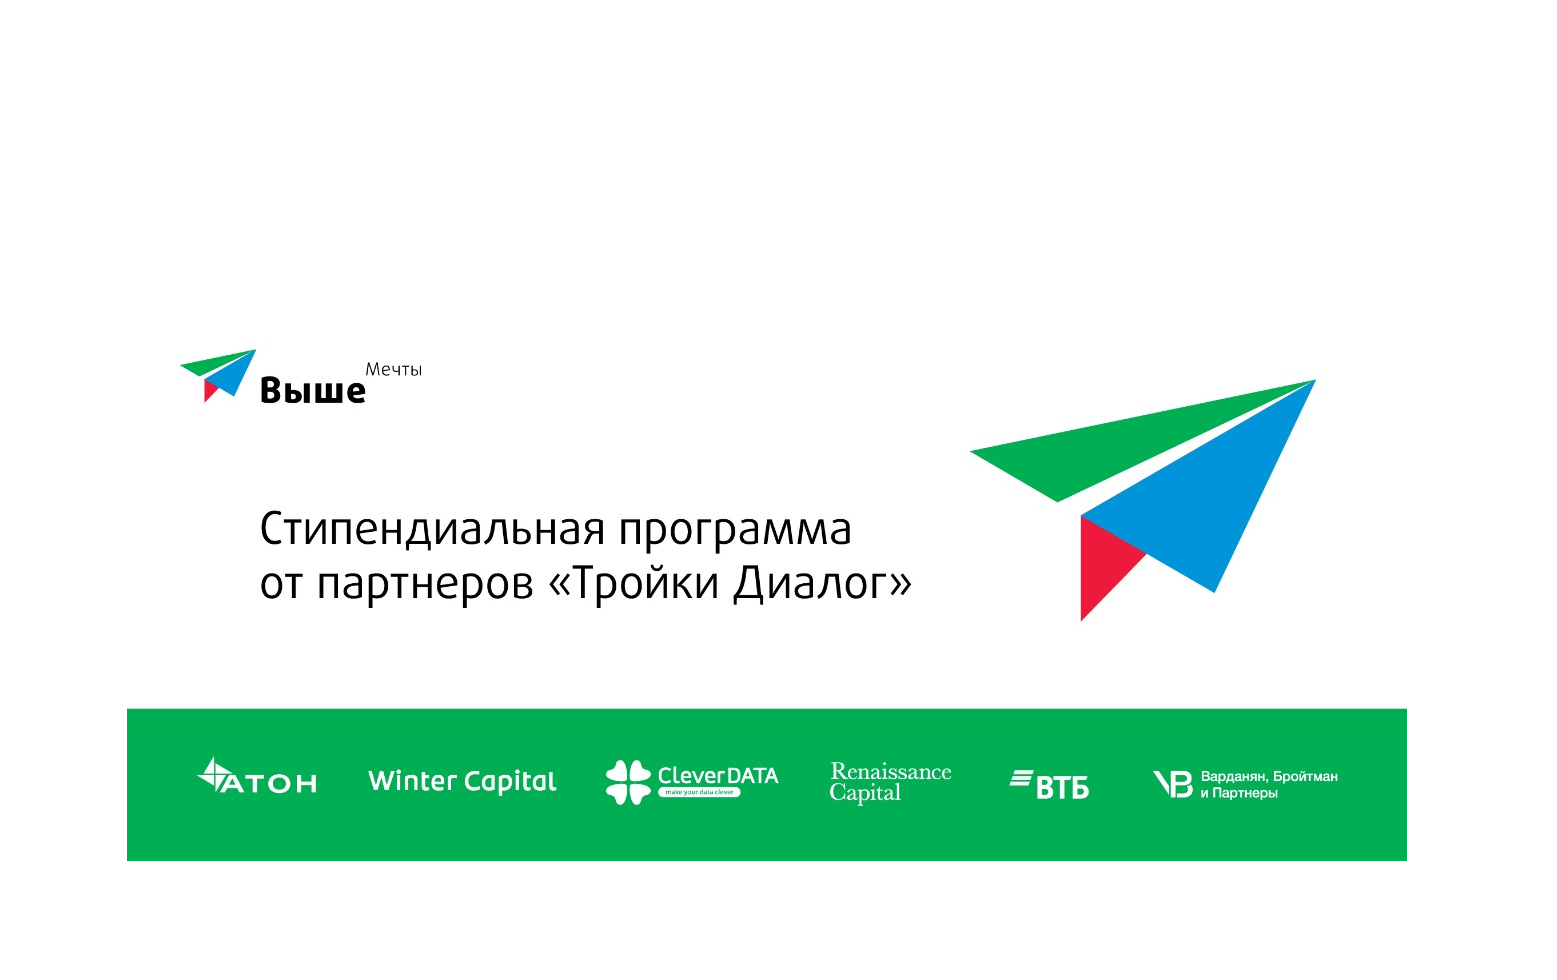 Выше Мечты
Стипендиальная программа
от партнеров «Тройки Диалог»
АТОН
Winter Capital
CleverDATA
make your data clever
Renaissance
Capital
ВТБ
VB
Варданян, Бройтман
и Партнеры